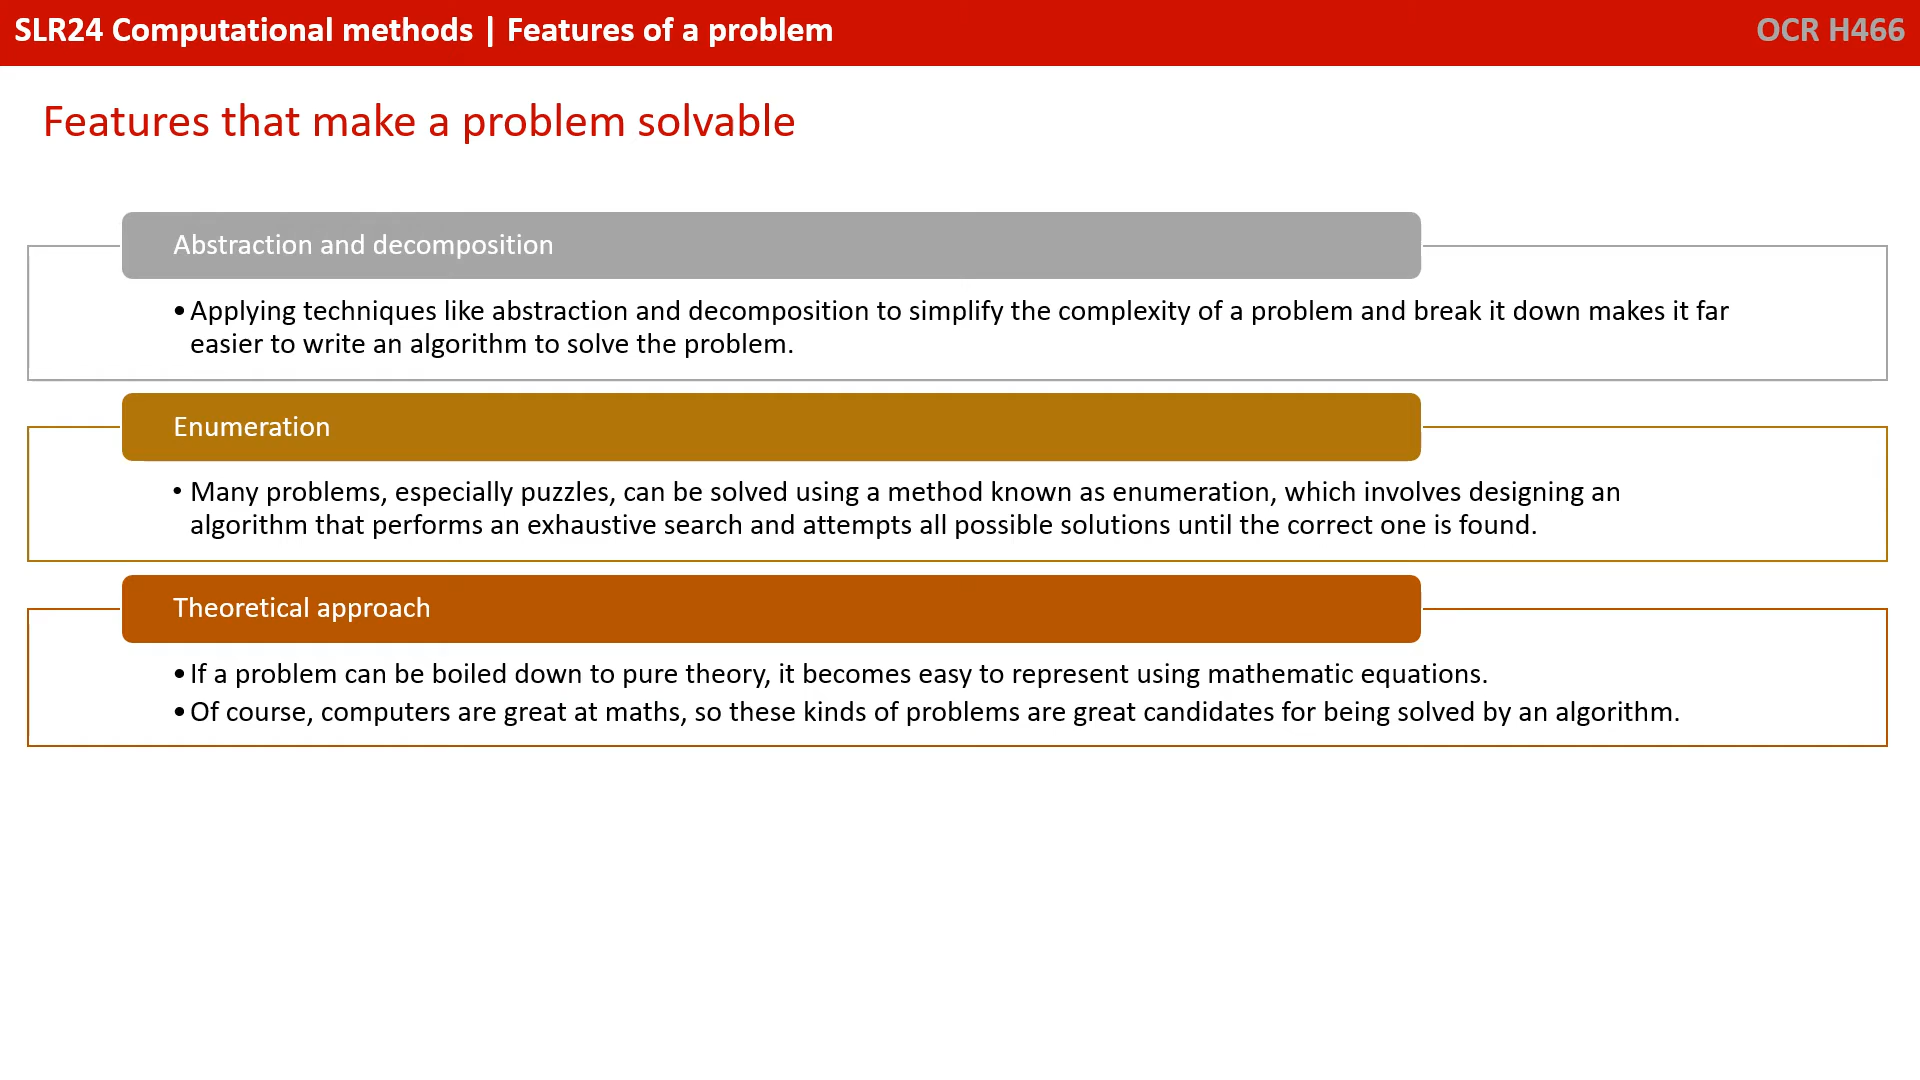 SLR24 Computational methods | Features of a problem
OCR H466
Features that make a problem solvable
Abstraction and decomposition
• Applying techniques like abstraction and decomposition to simplify the complexity of a problem and break it down makes it far
easier to write an algorithm to solve the problem.
Enumeration
• Many problems, especially puzzles, can be solved using a method known as enumeration, which involves designing an
algorithm that performs an exhaustive search and attempts all possible solutions until the correct one is found.
Theoretical approach
• If a problem can be boiled down to pure theory, it becomes easy to represent using mathematic equations.
• Of course, computers are great at maths, so these kinds of problems are great candidates for being solved by an algorithm.